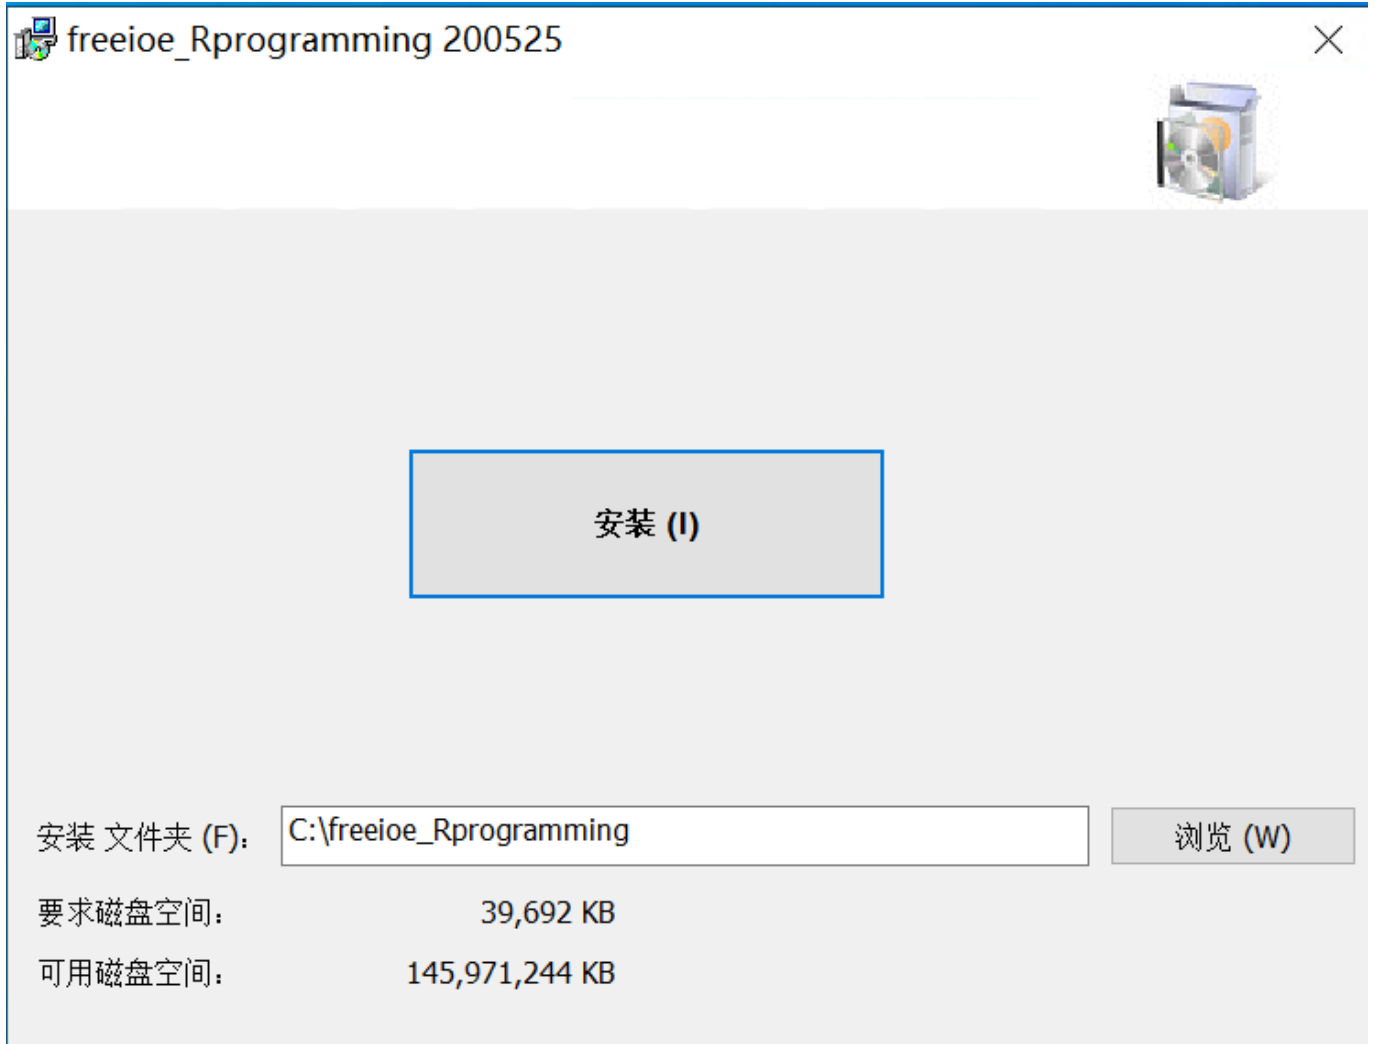 freeioe_Rprogramming 200525
安装 (I)
安装 文件夹 (F): C:\freeioe_Rprogramming 浏览 (W)
要求磁盘空间: 39,692 KB
可用磁盘空间: 145,971,244 KB